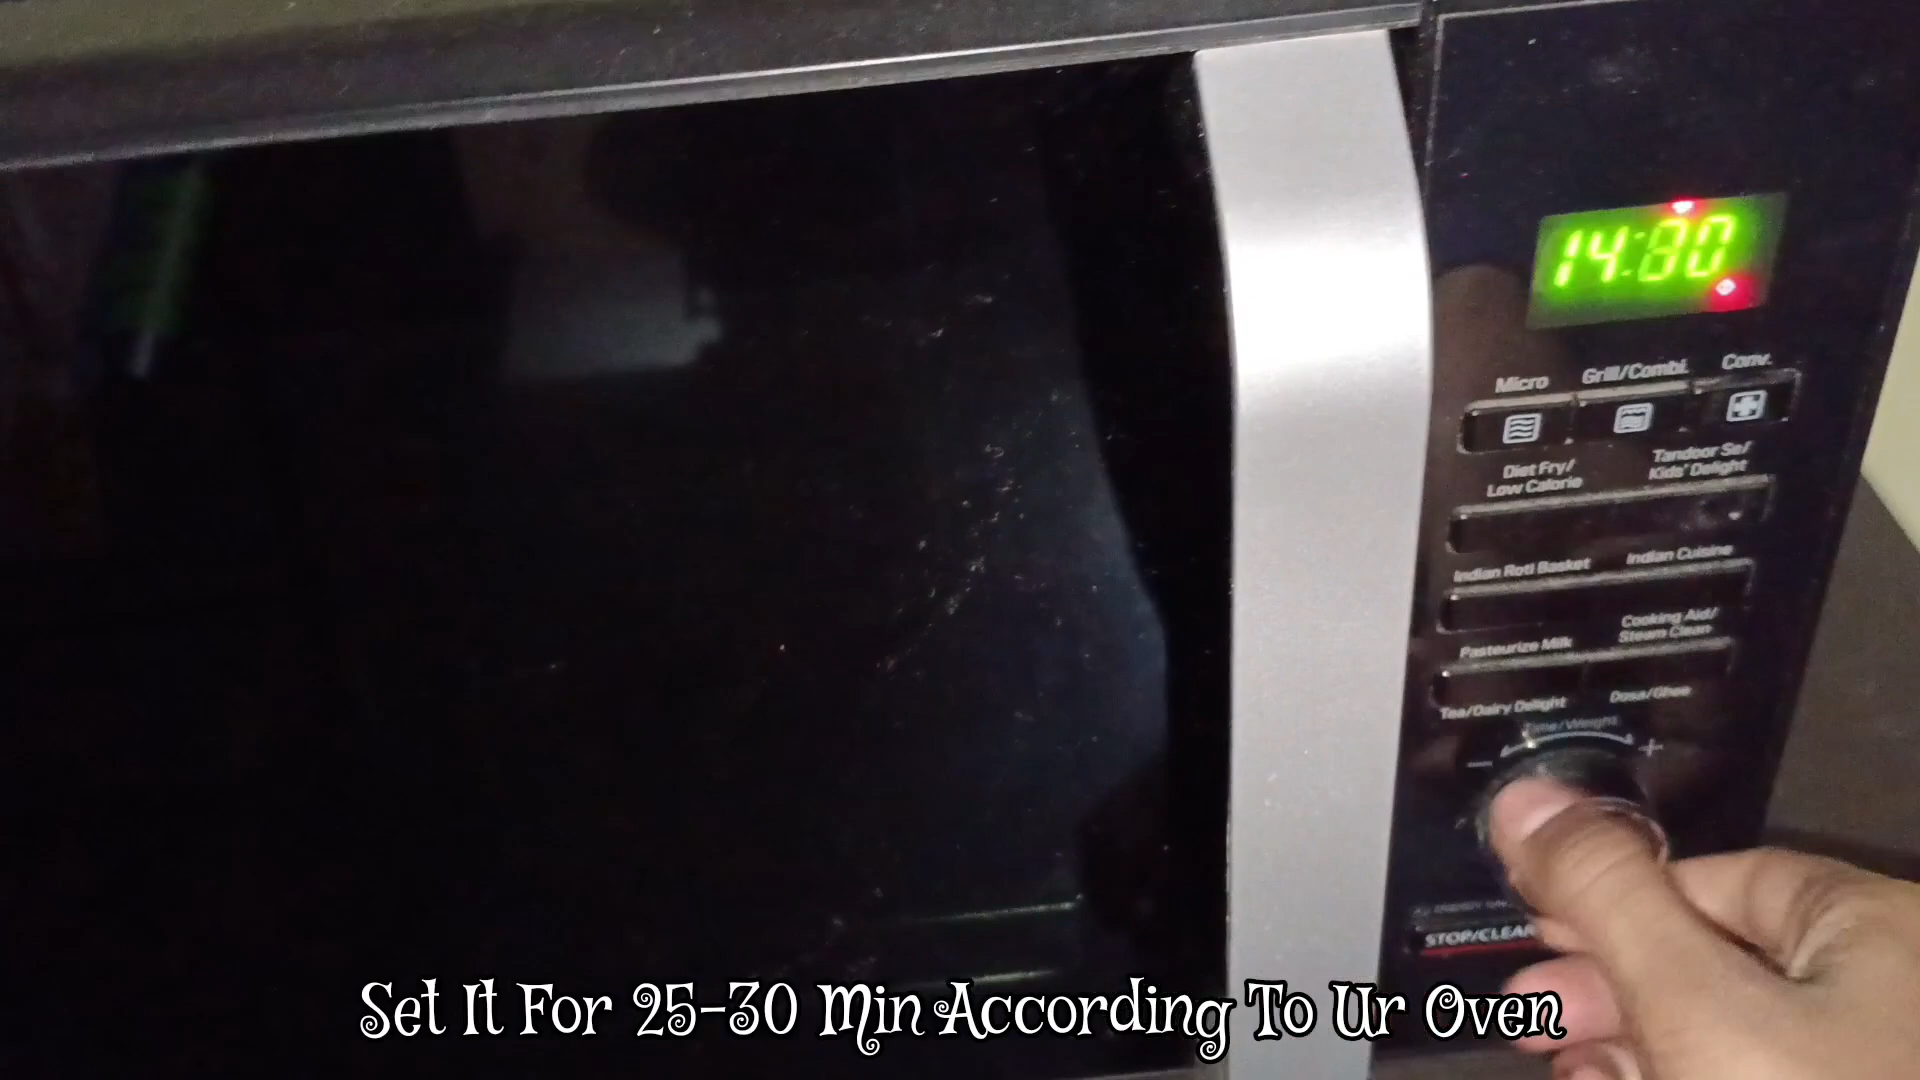 Micro Grill/Combi. Conv.
Diet Fry/ Tandoor Se/
Low Calorie Kids' Delight
Indian Roti Basket Indian Cuisine
Cooking Aid/
Pasteurize Milk Steam Clean
Tea/Dairy Delight Dosa/Ghee
Time/Weight
STOP/CLEAR
Set It For 25-30 Min According To Ur Oven